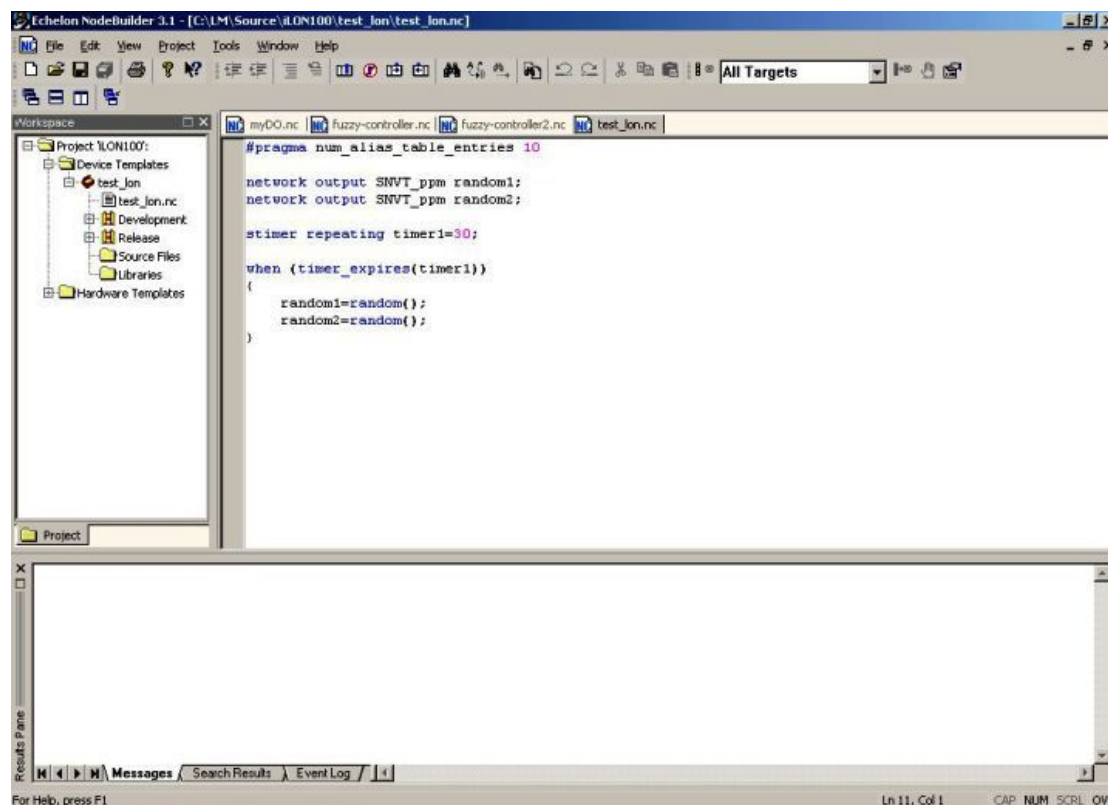 Echelon NodeBuilder 3.1 - [C:\LM\Source\iLON100\test_lon\test_lon.nc]
File Edit View Project Tools Window Help
All Targets
Workspace
myDO.nc fuzzy-controller.nc fuzzy-controller2.nc test_lon.nc
Project 'iLON100':
Device Templates
test_lon
test_lon.nc
Development
Release
Source Files
Libraries
Hardware Templates
Project
#pragma num_alias_table_entries 10
network output SNVT_ppm random1;
network output SNVT_ppm random2;
stimer repeating timer1=30;
when (timer_expires(timer1))
{
random1=random();
random2=random();
}
Results Pane
Messages Search Results Event Log
For Help, press F1
Ln 11, Col 1 CAP NUM SCRL OV